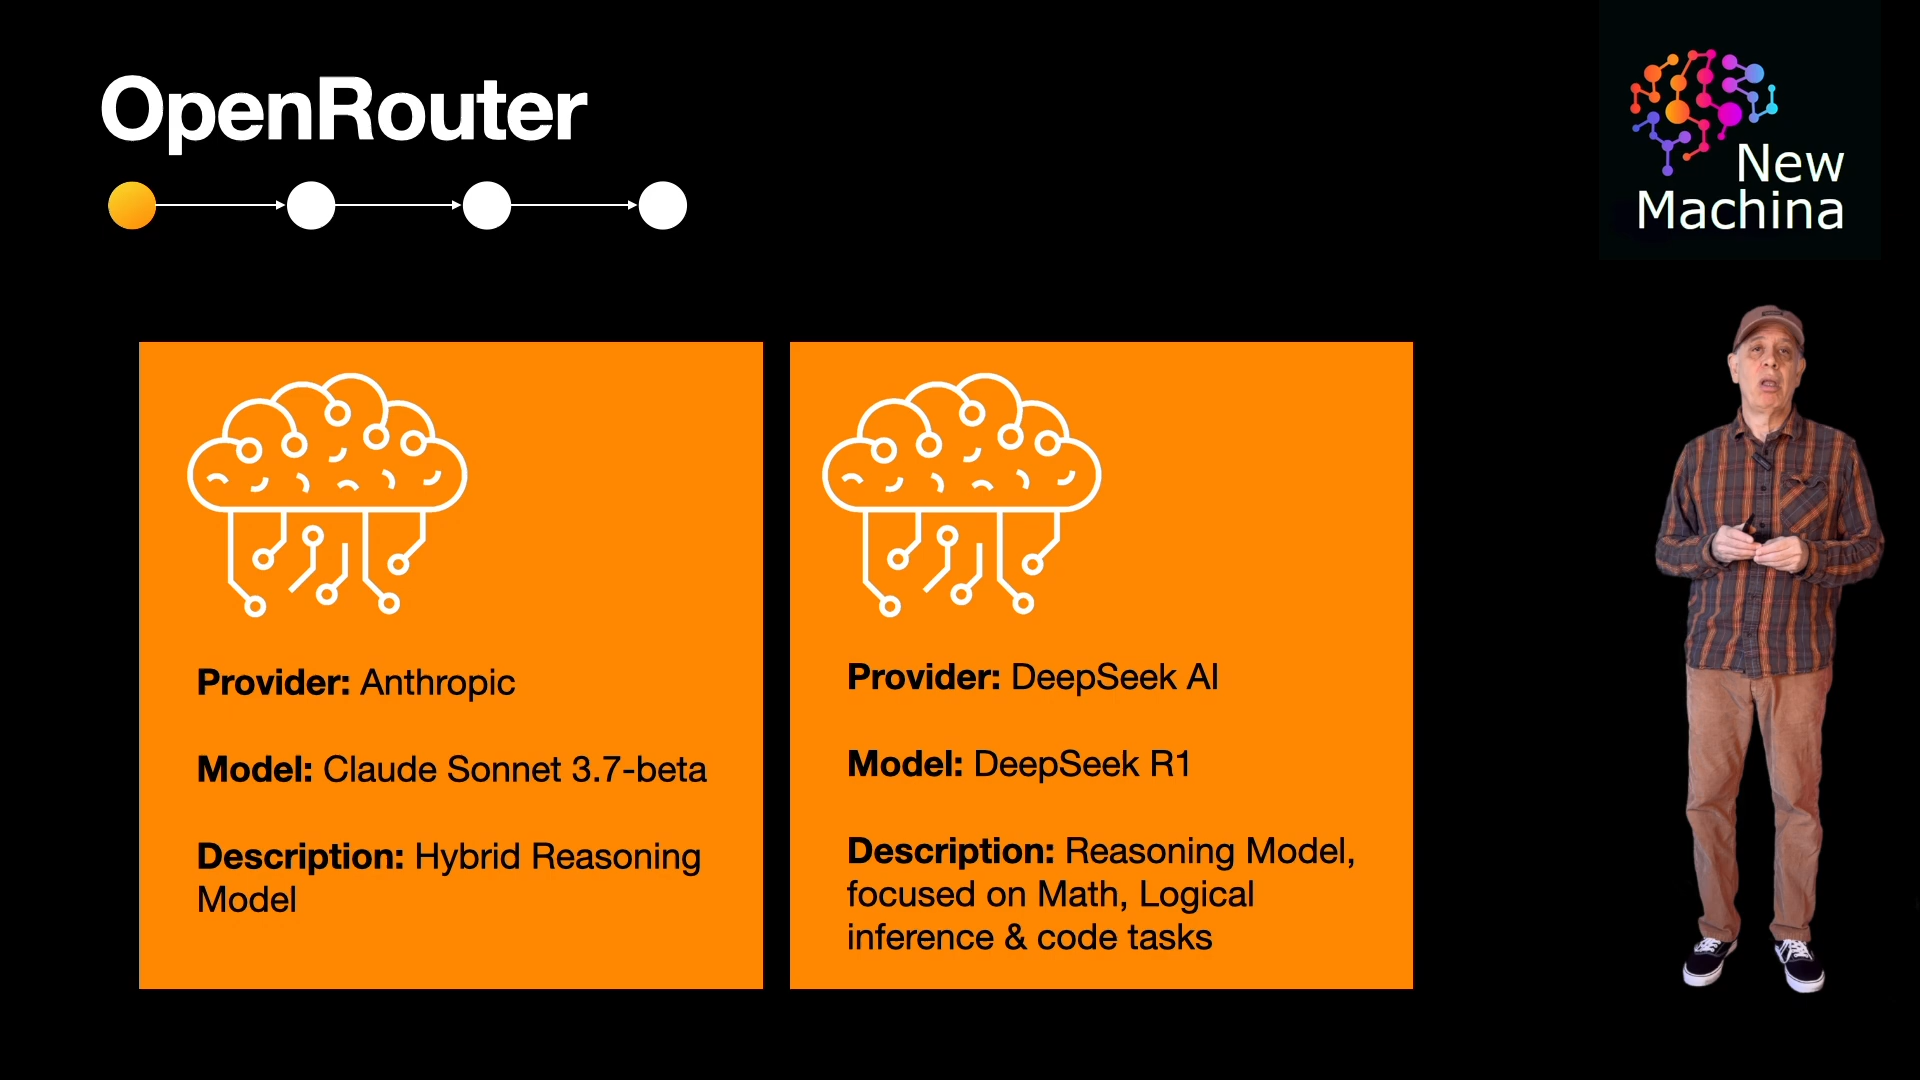 OpenRouter
New
Machina
Provider: Anthropic
Model: Claude Sonnet 3.7-beta
Description: Hybrid Reasoning
Model
Provider: DeepSeek AI
Model: DeepSeek R1
Description: Reasoning Model,
focused on Math, Logical
inference & code tasks